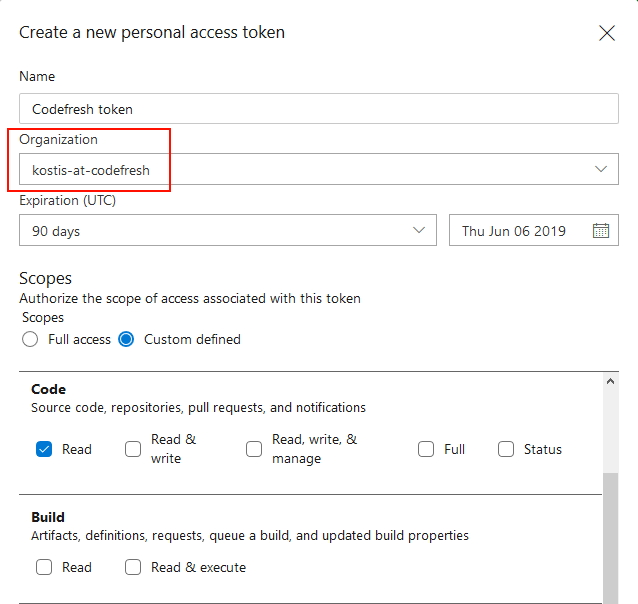 Create a new personal access token
Name
Codefresh token
Organization
kostis-at-codefresh
Expiration (UTC)
90 days
Thu Jun 06 2019
Scopes
Authorize the scope of access associated with this token
Scopes
Full access
Custom defined
Code
Source code, repositories, pull requests, and notifications
Read
Read &
write
Read, write, &
manage
Full
Status
Build
Artifacts, definitions, requests, queue a build, and updated build properties
Read
Read & execute